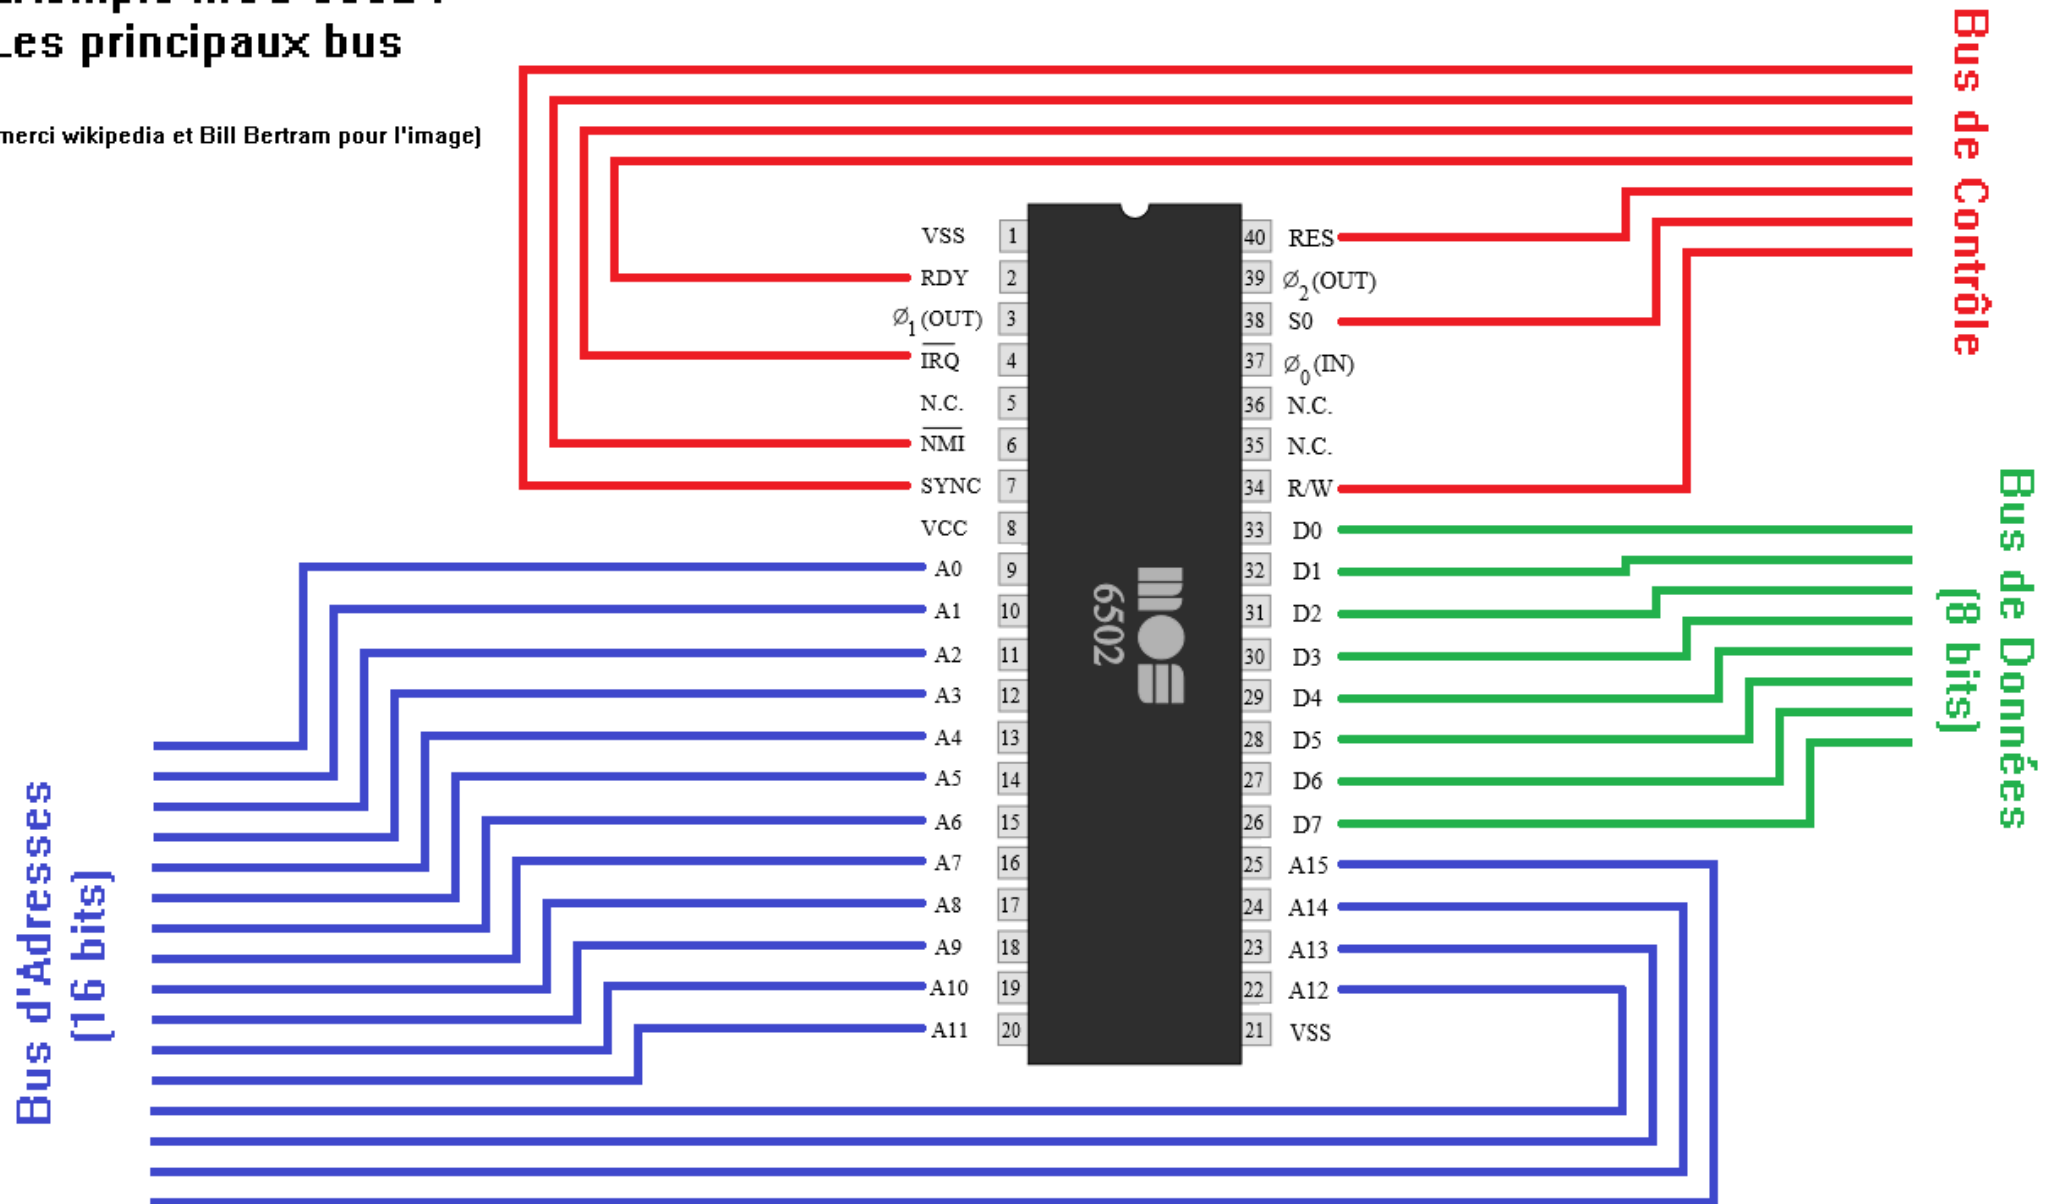 Les principaux bus
merci wikipedia et Bill Bertram pour l'image)
Bus de Contrôle
VSS 1 40 RES
RDY 2 39 Ø2(OUT)
Ø1(OUT) 3 38 S0
IRQ 4 37 Ø0(IN)
N.C. 5 36 N.C.
NMI 6 35 N.C.
SYNC 7 34 R/W
VCC 8 33 D0
A0 9 32 D1
A1 10 31 D2
A2 11 30 D3
A3 12 29 D4
A4 13 28 D5
A5 14 27 D6
A6 15 26 D7
A7 16 25 A15
A8 17 24 A14
A9 18 23 A13
A10 19 22 A12
A11 20 21 VSS
mos
6502
Bus de Données
(8 bits)
Bus d'Adresses
(16 bits)